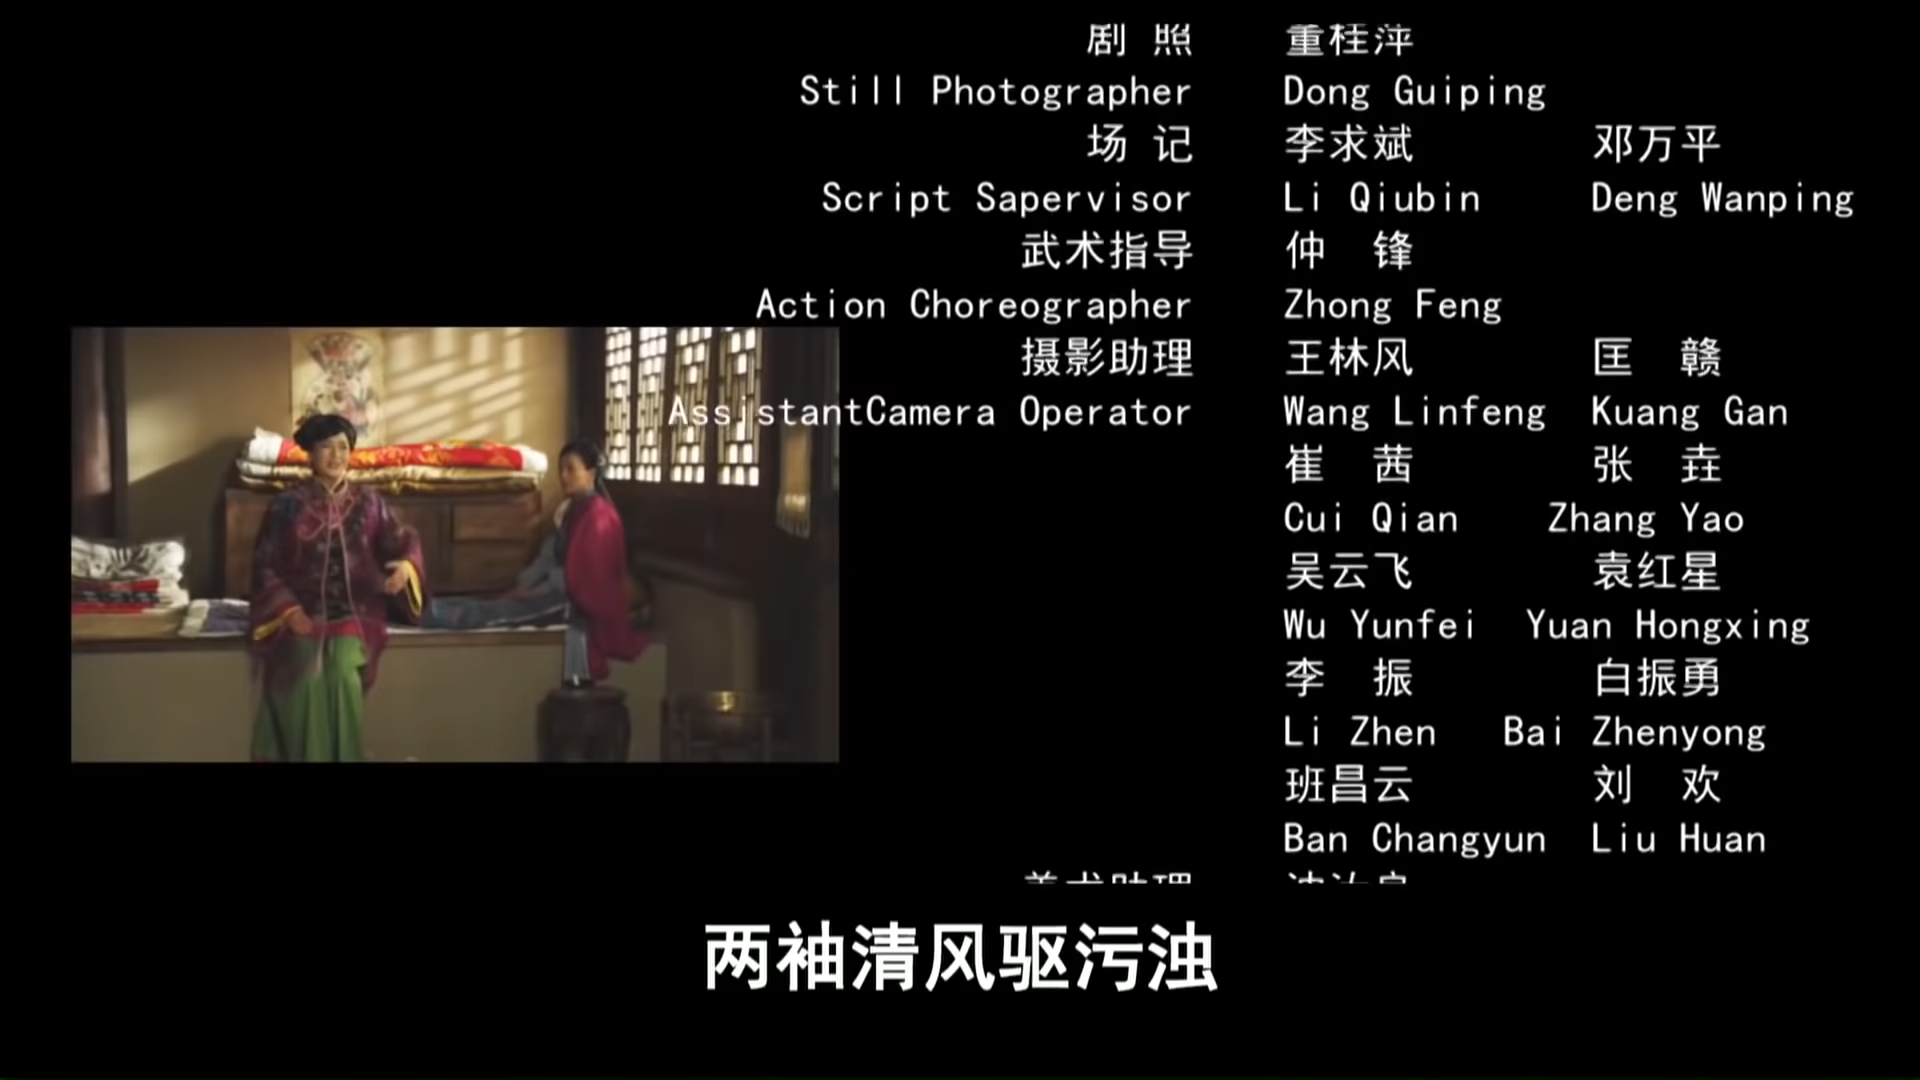 剧 照 董桂萍
Still Photographer Dong Guiping
场 记 李求斌 邓万平
Script Sapervisor Li Qiubin Deng Wanping
武术指导 仲 锋
Action Choreographer Zhong Feng
摄影助理 王林风 匡 赣
AssistantCamera Operator Wang Linfeng Kuang Gan
崔 茜 张 垚
Cui Qian Zhang Yao
吴云飞 袁红星
Wu Yunfei Yuan Hongxing
李 振 白振勇
Li Zhen Bai Zhenyong
班昌云 刘 欢
Ban Changyun Liu Huan
两袖清风驱污浊